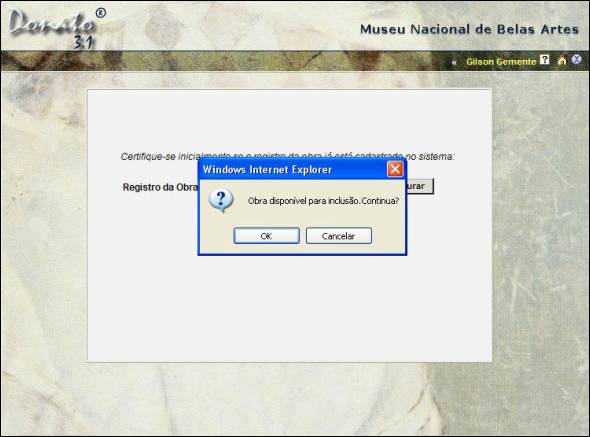 Donato ®
3.1
Museu Nacional de Belas Artes
« Gilson Gemente ?
Certifique-se inicialmente se o registro da obra já está cadastrado no sistema:
Windows Internet Explorer
Registro da Obra
urar
Obra disponível para inclusão.Continua?
OK Cancelar